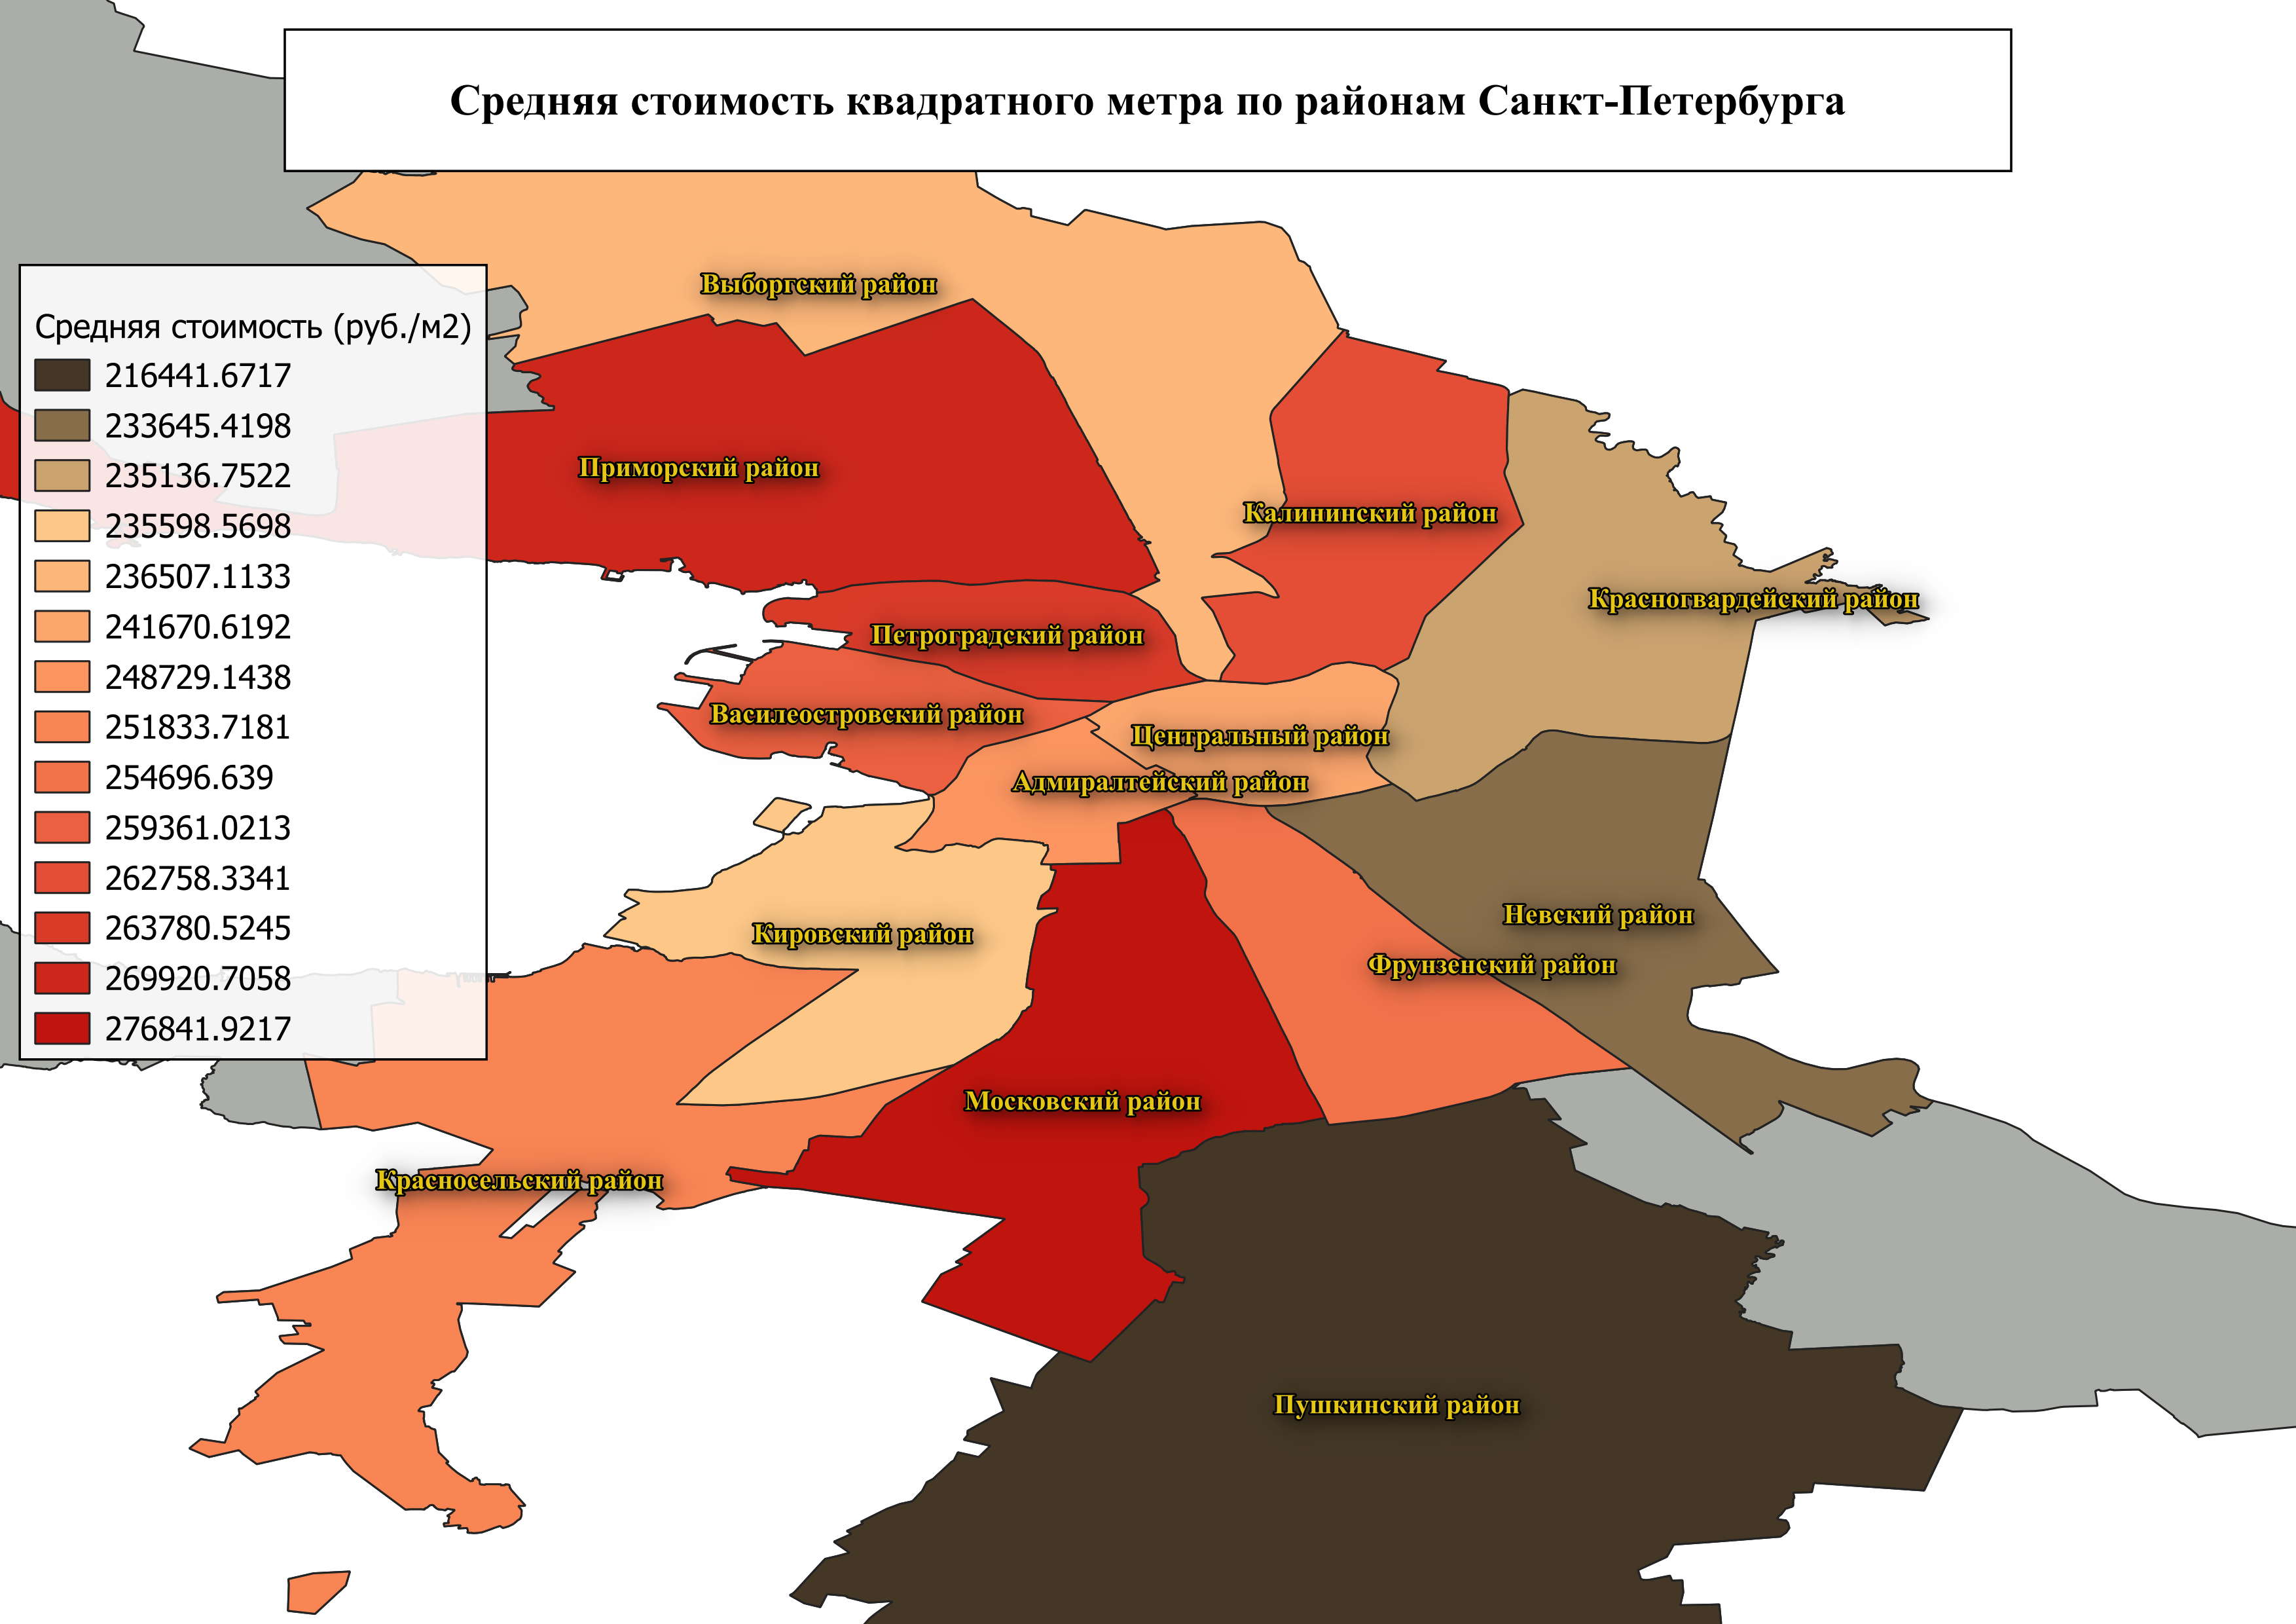 Средняя стоимость квадратного метра по районам Санкт-Петербурга
Выборгский район
Средняя стоимость (руб./м2)
216441.6717
233645.4198
235136.7522
235598.5698
236507.1133
241670.6192
248729.1438
251833.7181
254696.639
259361.0213
262758.3341
263780.5245
269920.7058
276841.9217
Приморский район
Калининский район
Красногвардейский район
Петроградский район
Василеостровский район
Центральный район
Адмиралтейский район
Невский район
Кировский район
Фрунзенский район
Московский район
Красносельский район
Пушкинский район